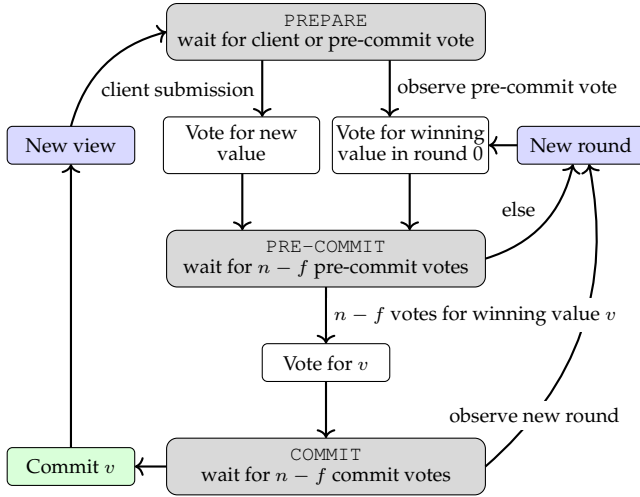 PREPARE
wait for client or pre-commit vote
client submission
observe pre-commit vote
New view
Vote for new
value
Vote for winning
value in round 0
New round
else
PRE-COMMIT
wait for n − f pre-commit votes
n − f votes for winning value v
Vote for v
observe new round
Commit v
COMMIT
wait for n − f commit votes